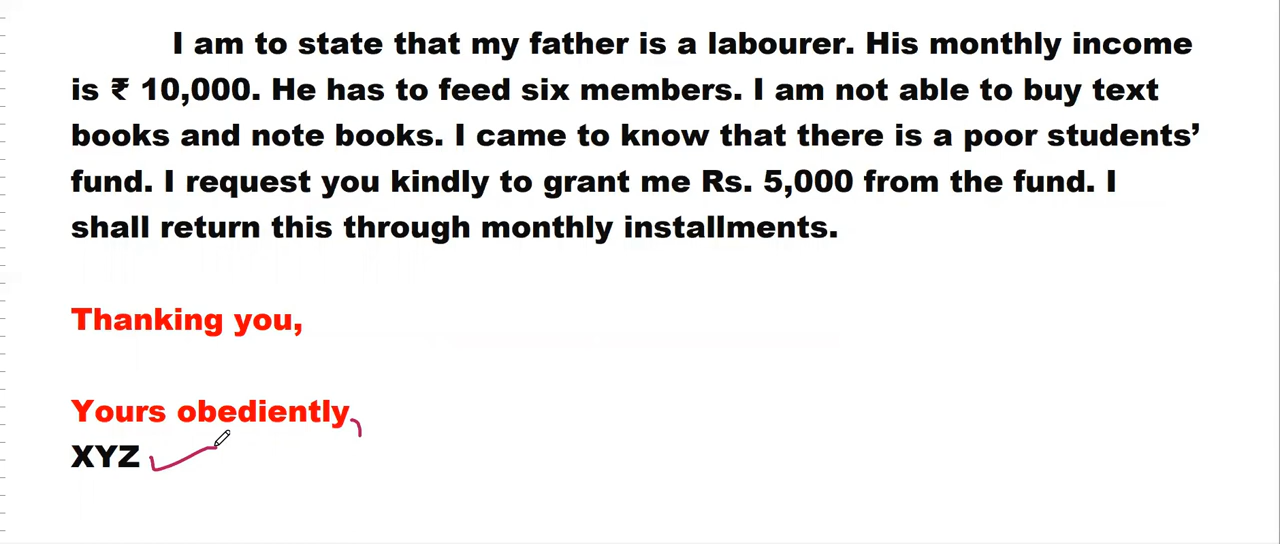 I am to state that my father is a labourer. His monthly income
is ₹ 10,000. He has to feed six members. I am not able to buy text
books and note books. I came to know that there is a poor students’
fund. I request you kindly to grant me Rs. 5,000 from the fund. I
shall return this through monthly installments.
Thanking you,
Yours obediently,
XYZ